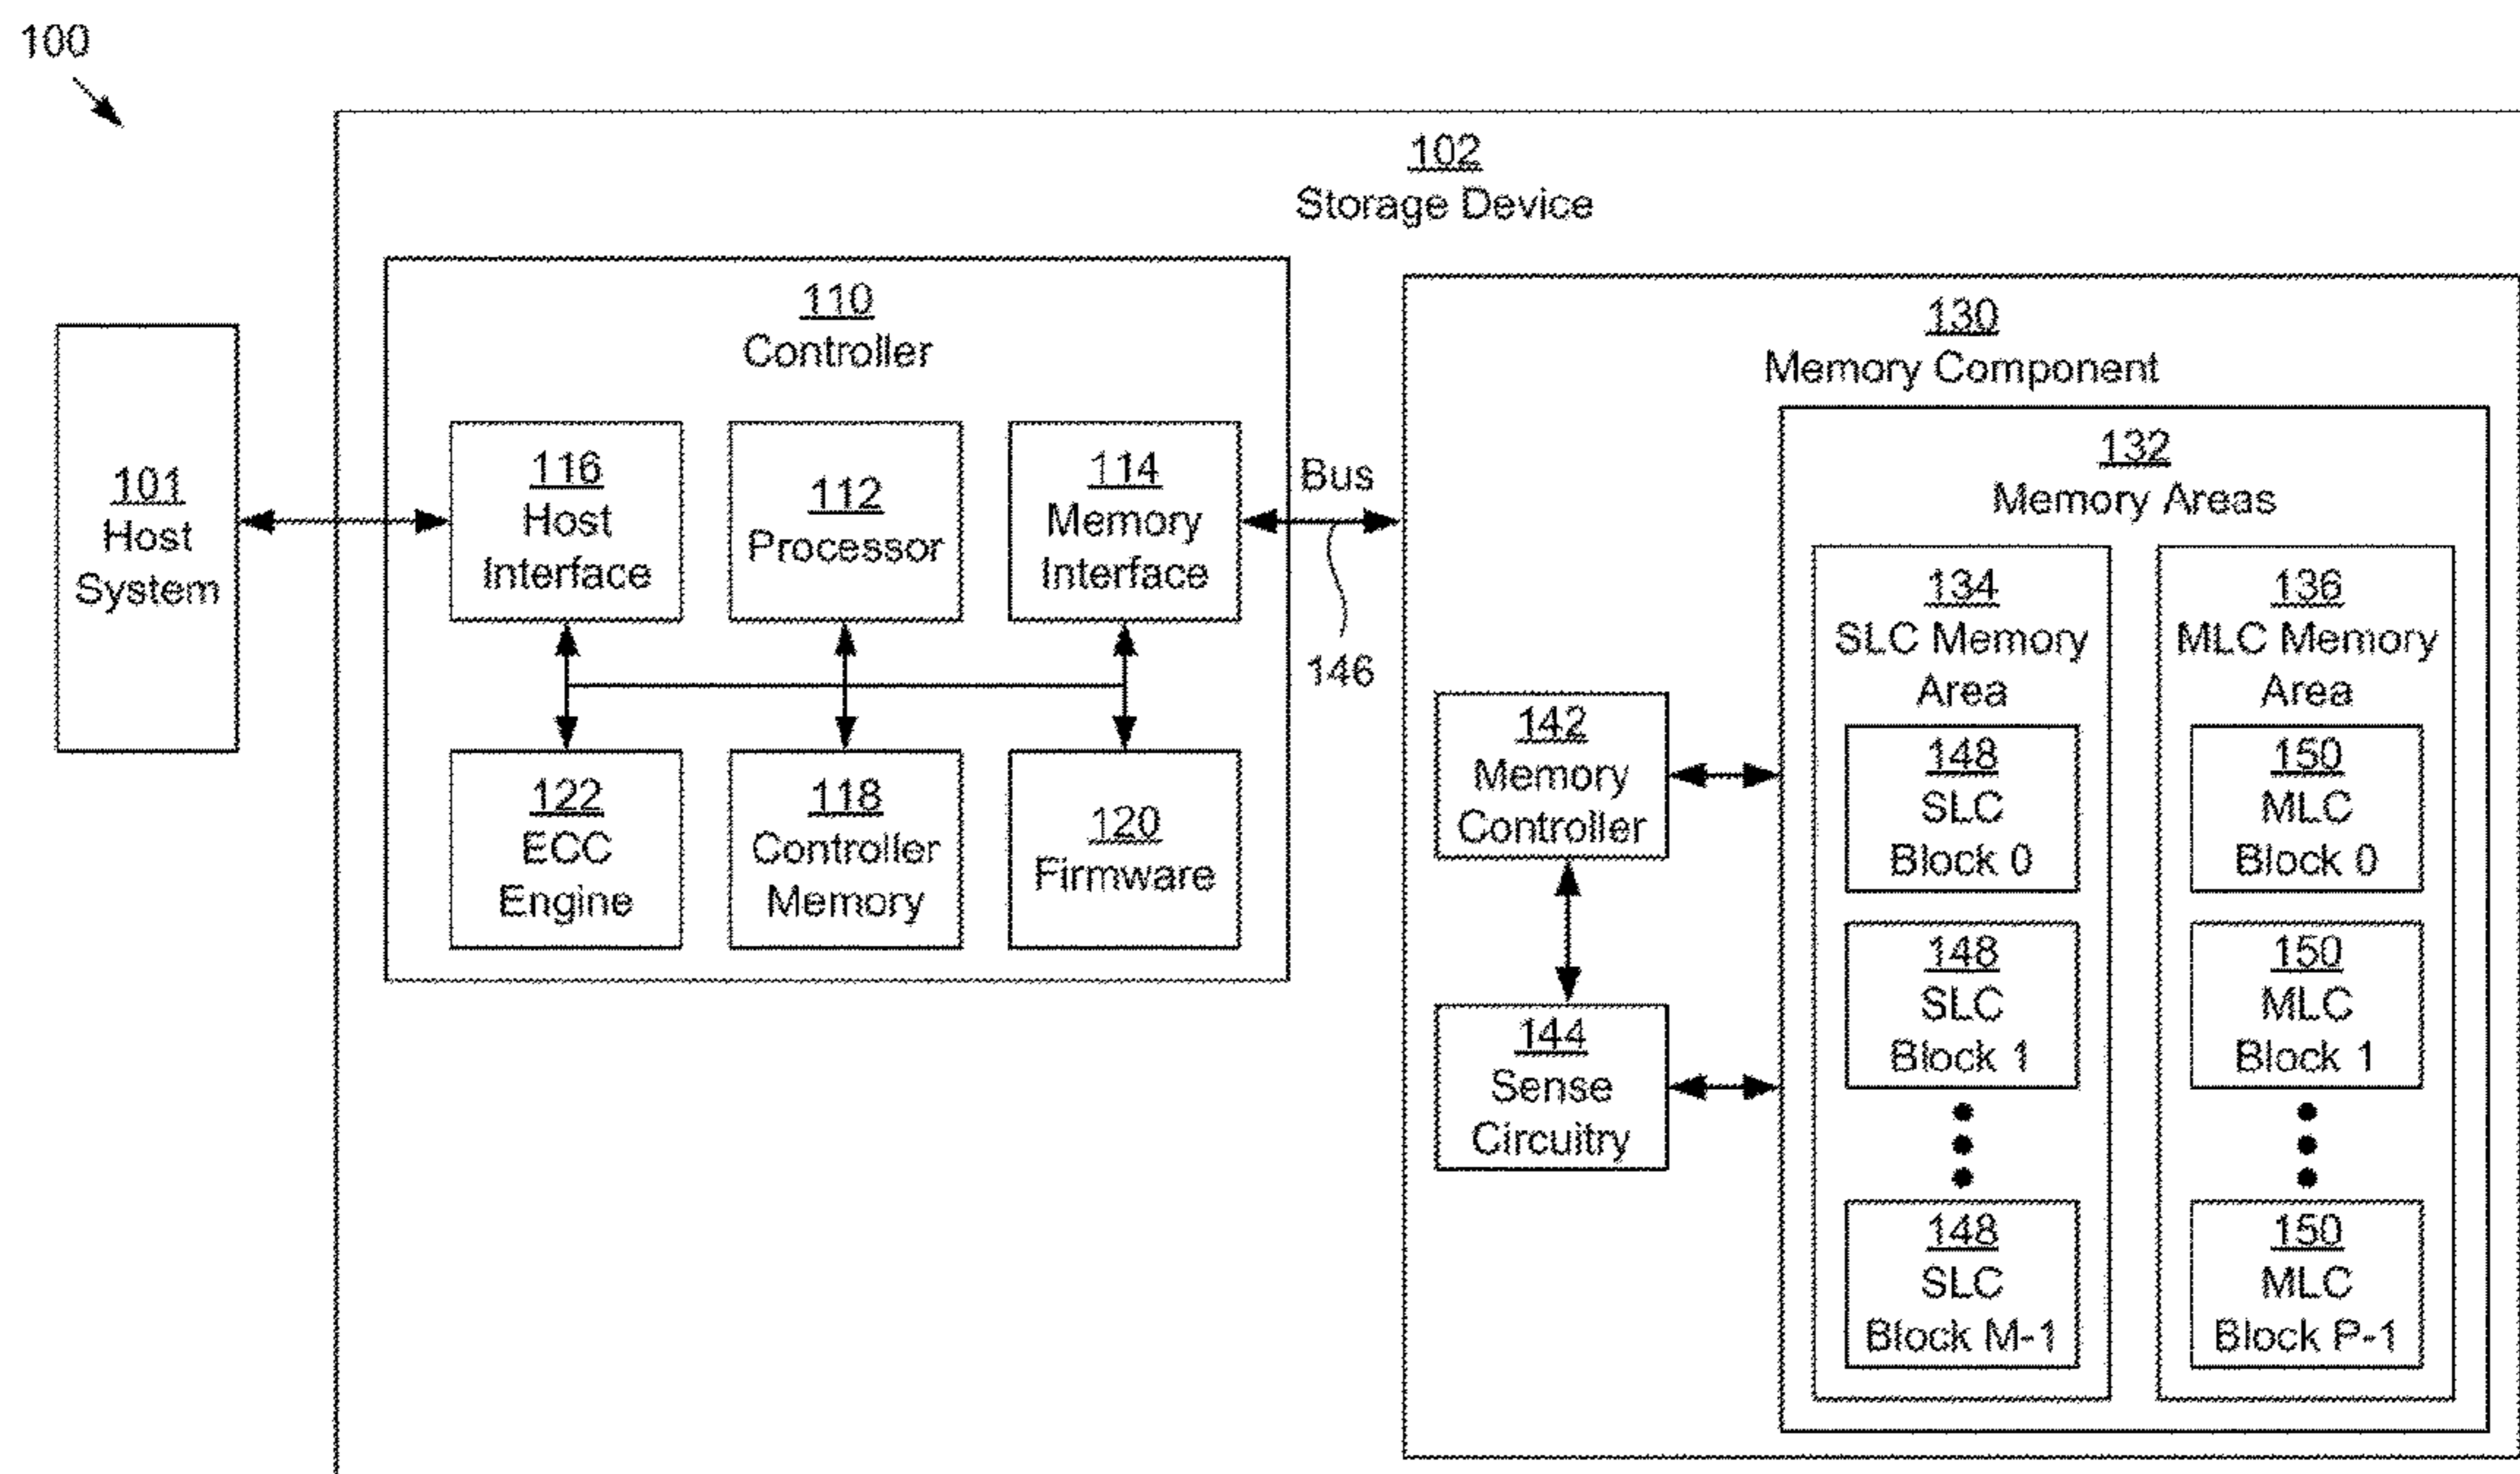 100
102
Storage Device
110
Controller
130
Memory Component
101
Host
System
116
Host
Interface
112
Processor
114
Memory
Interface
Bus
146
122
ECC
Engine
118
Controller
Memory
120
Firmware
132
Memory Areas
142
Memory
Controller
144
Sense
Circuitry
134
SLC Memory
Area
148
SLC
Block 0
148
SLC
Block 1
148
SLC
Block M-1
136
MLC Memory
Area
150
MLC
Block 0
150
MLC
Block 1
150
MLC
Block P-1